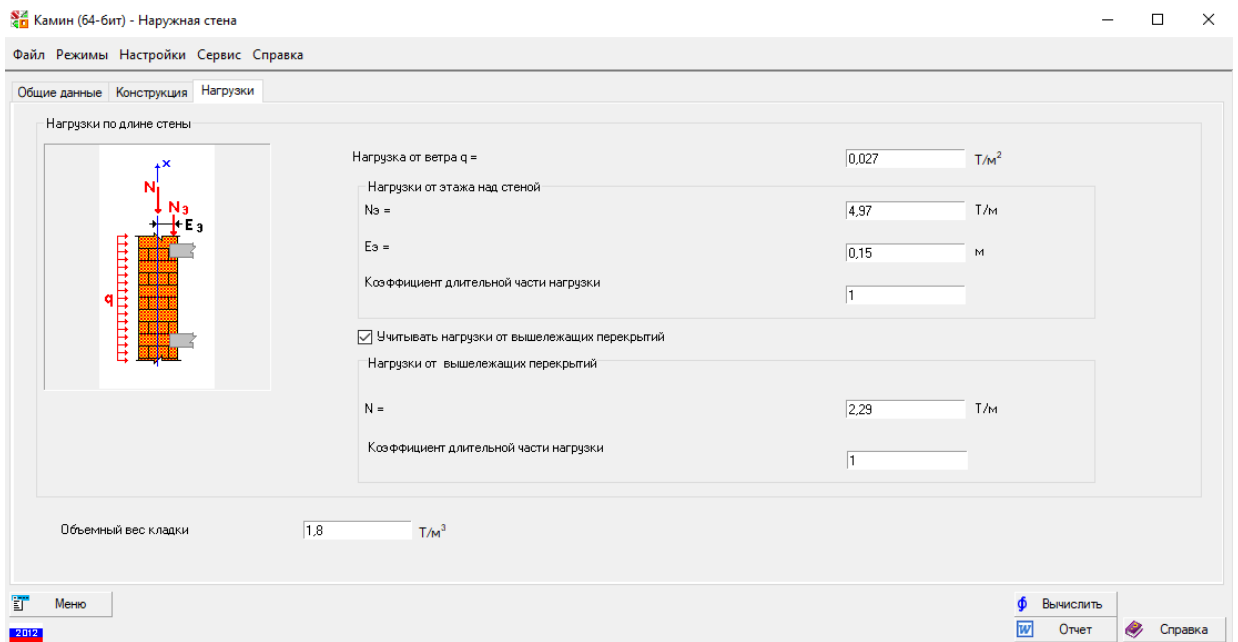 Камин (64-бит) - Наружная стена
Файл Режимы Настройки Сервис Справка
Общие данные Конструкция Нагрузки
Нагрузки по длине стены
x
N
Nэ
Eэ
q
Нагрузка от ветра q = 0,027 Т/м²
Нагрузки от этажа над стеной
Nэ = 4,97 Т/м
Eэ = 0,15 м
Коэффициент длительной части нагрузки 1
Учитывать нагрузки от вышележащих перекрытий
Нагрузки от вышележащих перекрытий
N = 2,29 Т/м
Коэффициент длительной части нагрузки 1
Объемный вес кладки 1,8 Т/м³
Меню Вычислить
2012 Отчет Справка